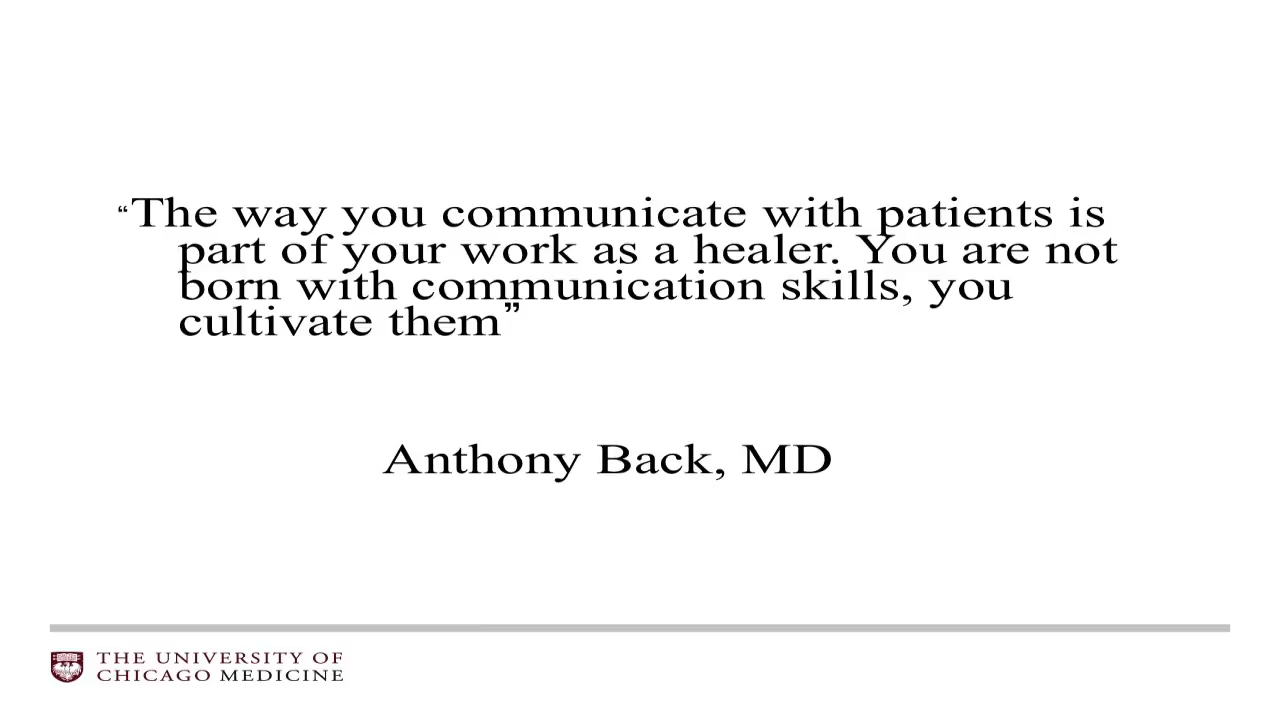 “The way you communicate with patients is
part of your work as a healer. You are not
born with communication skills, you
cultivate them”
Anthony Back, MD
THE UNIVERSITY OF
CHICAGO MEDICINE